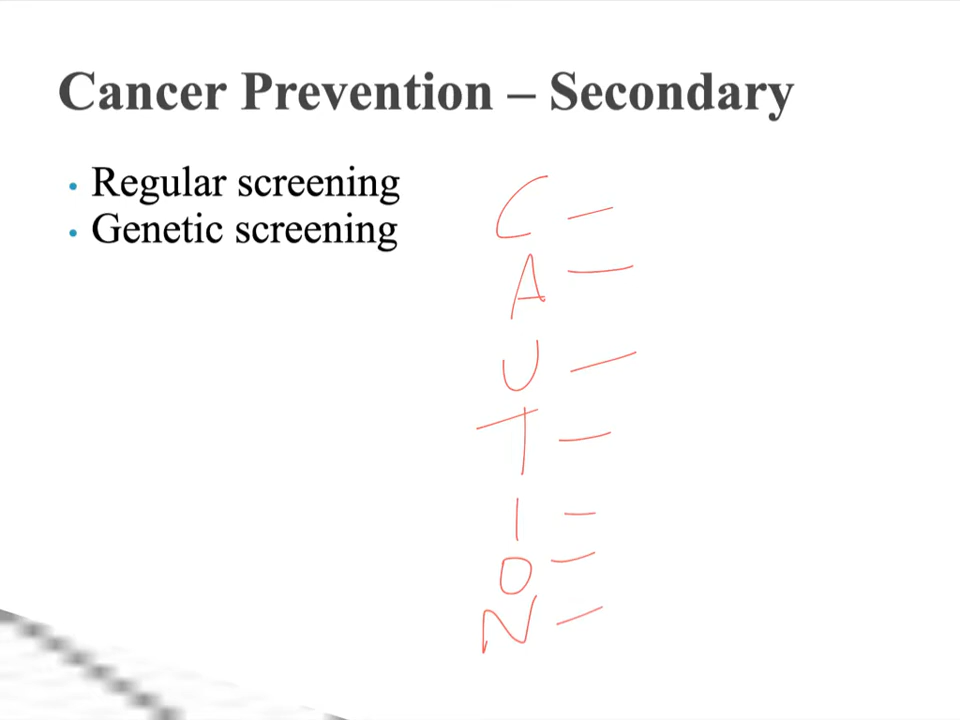 Cancer Prevention – Secondary
• Regular screening
• Genetic screening
C –
A –
U –
T –
I –
O –
N –